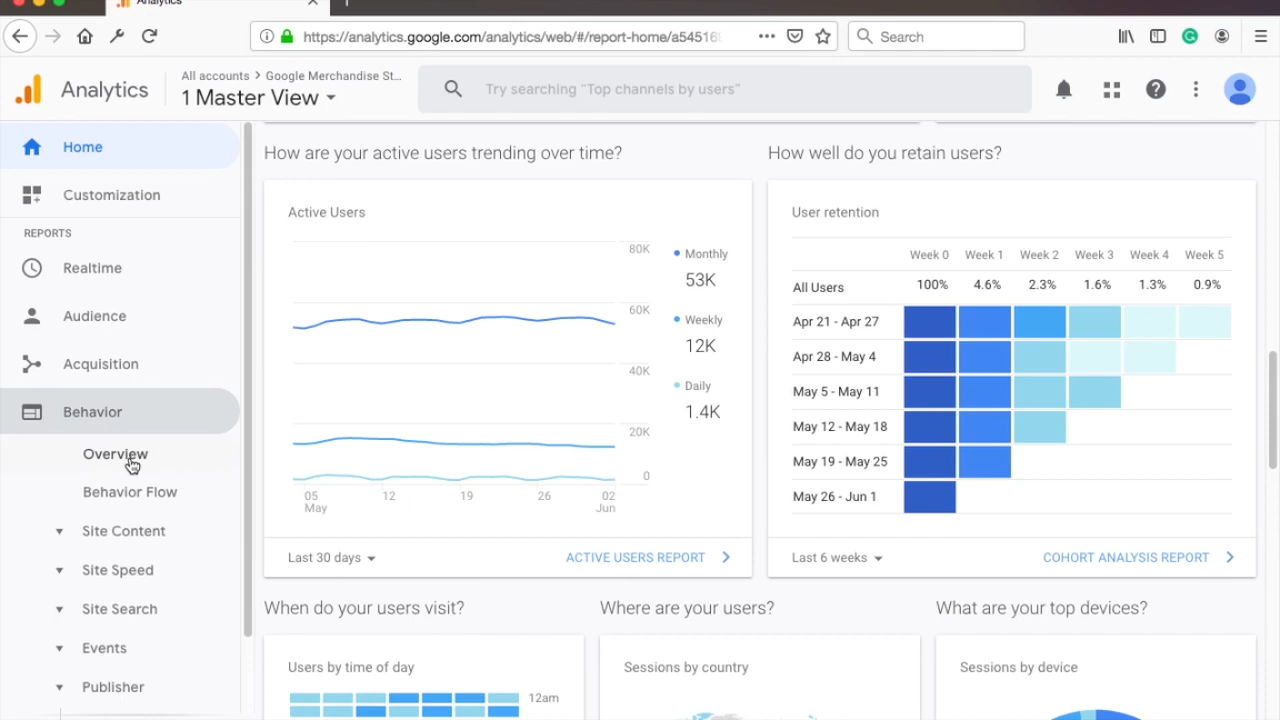 Analytics
https://analytics.google.com/analytics/web/#/report-home/a54516
Search
Analytics
All accounts > Google Merchandise St...
1 Master View
Try searching "Top channels by users"
Home
Customization
REPORTS
Realtime
Audience
Acquisition
Behavior
Overview
Behavior Flow
Site Content
Site Speed
Site Search
Events
Publisher
How are your active users trending over time?
Active Users
80K
60K
40K
20K
0
05 12 19 26 02
May Jun
Monthly
53K
Weekly
12K
Daily
1.4K
Last 30 days
ACTIVE USERS REPORT
How well do you retain users?
User retention
Week 0 Week 1 Week 2 Week 3 Week 4 Week 5
All Users 100% 4.6% 2.3% 1.6% 1.3% 0.9%
Apr 21 - Apr 27
Apr 28 - May 4
May 5 - May 11
May 12 - May 18
May 19 - May 25
May 26 - Jun 1
Last 6 weeks
COHORT ANALYSIS REPORT
When do your users visit?
Users by time of day
12am
Where are your users?
Sessions by country
What are your top devices?
Sessions by device